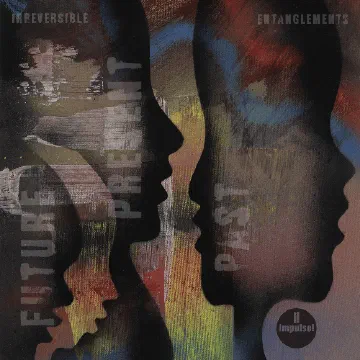 IRREVERSIBLE
ENTANGLEMENTS
FUTURE
PRESENT
PAST
impulse!